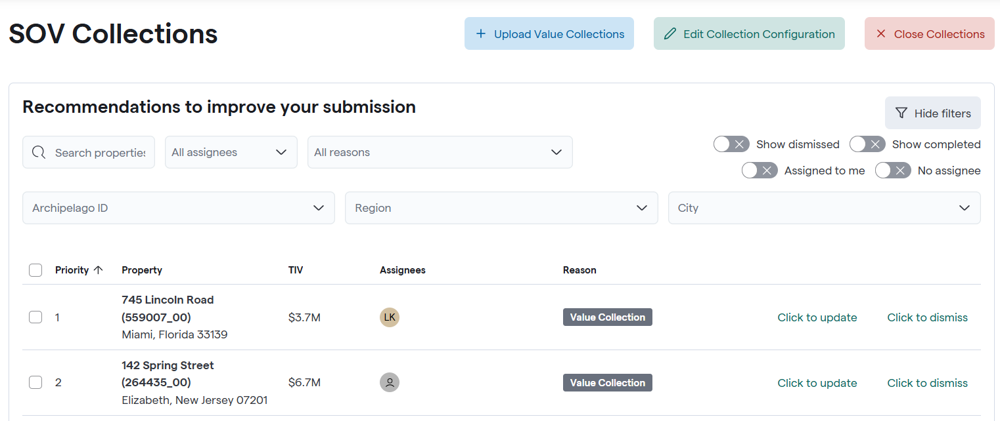 SOV Collections
Upload Value Collections
Edit Collection Configuration
Close Collections
Recommendations to improve your submission
Hide filters
Search properties
All assignees
All reasons
Show dismissed
Show completed
Assigned to me
No assignee
Archipelago ID
Region
City
Priority Property TIV Assignees Reason
745 Lincoln Road
(559007_00)
Miami, Florida 33139
1 $3.7M LK Value Collection Click to update Click to dismiss
142 Spring Street
(264435_00)
Elizabeth, New Jersey 07201
2 $6.7M Value Collection Click to update Click to dismiss